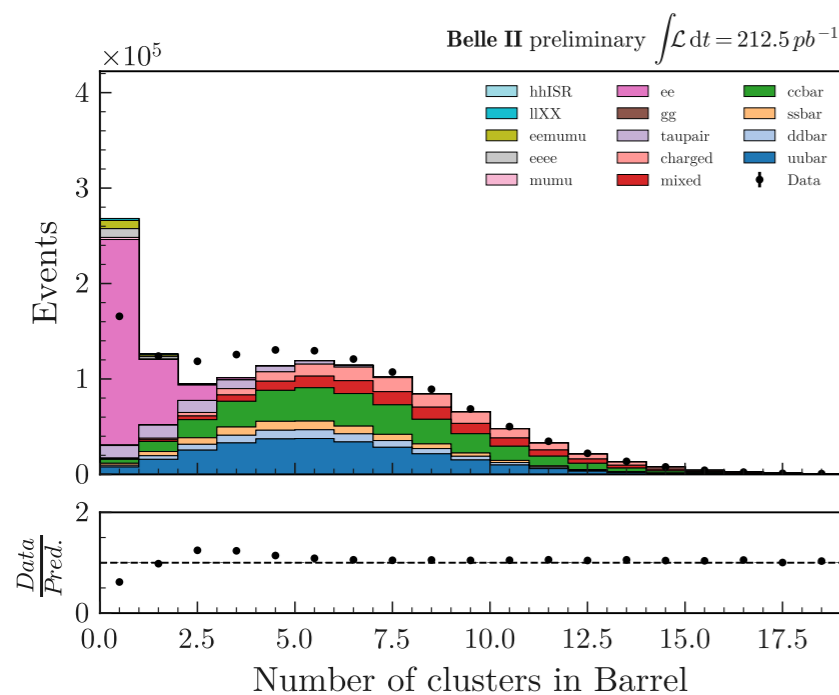 Belle II preliminary ∫ℒ dt = 212.5 pb⁻¹
×10⁵
hhISR
llXX
eemumu
eeee
mumu
ee
gg
taupair
charged
mixed
ccbar
ssbar
ddbar
uubar
Data
4
3
2
1
0
Events
2
1
0
Data
Pred.
0.0 2.5 5.0 7.5 10.0 12.5 15.0 17.5
Number of clusters in Barrel